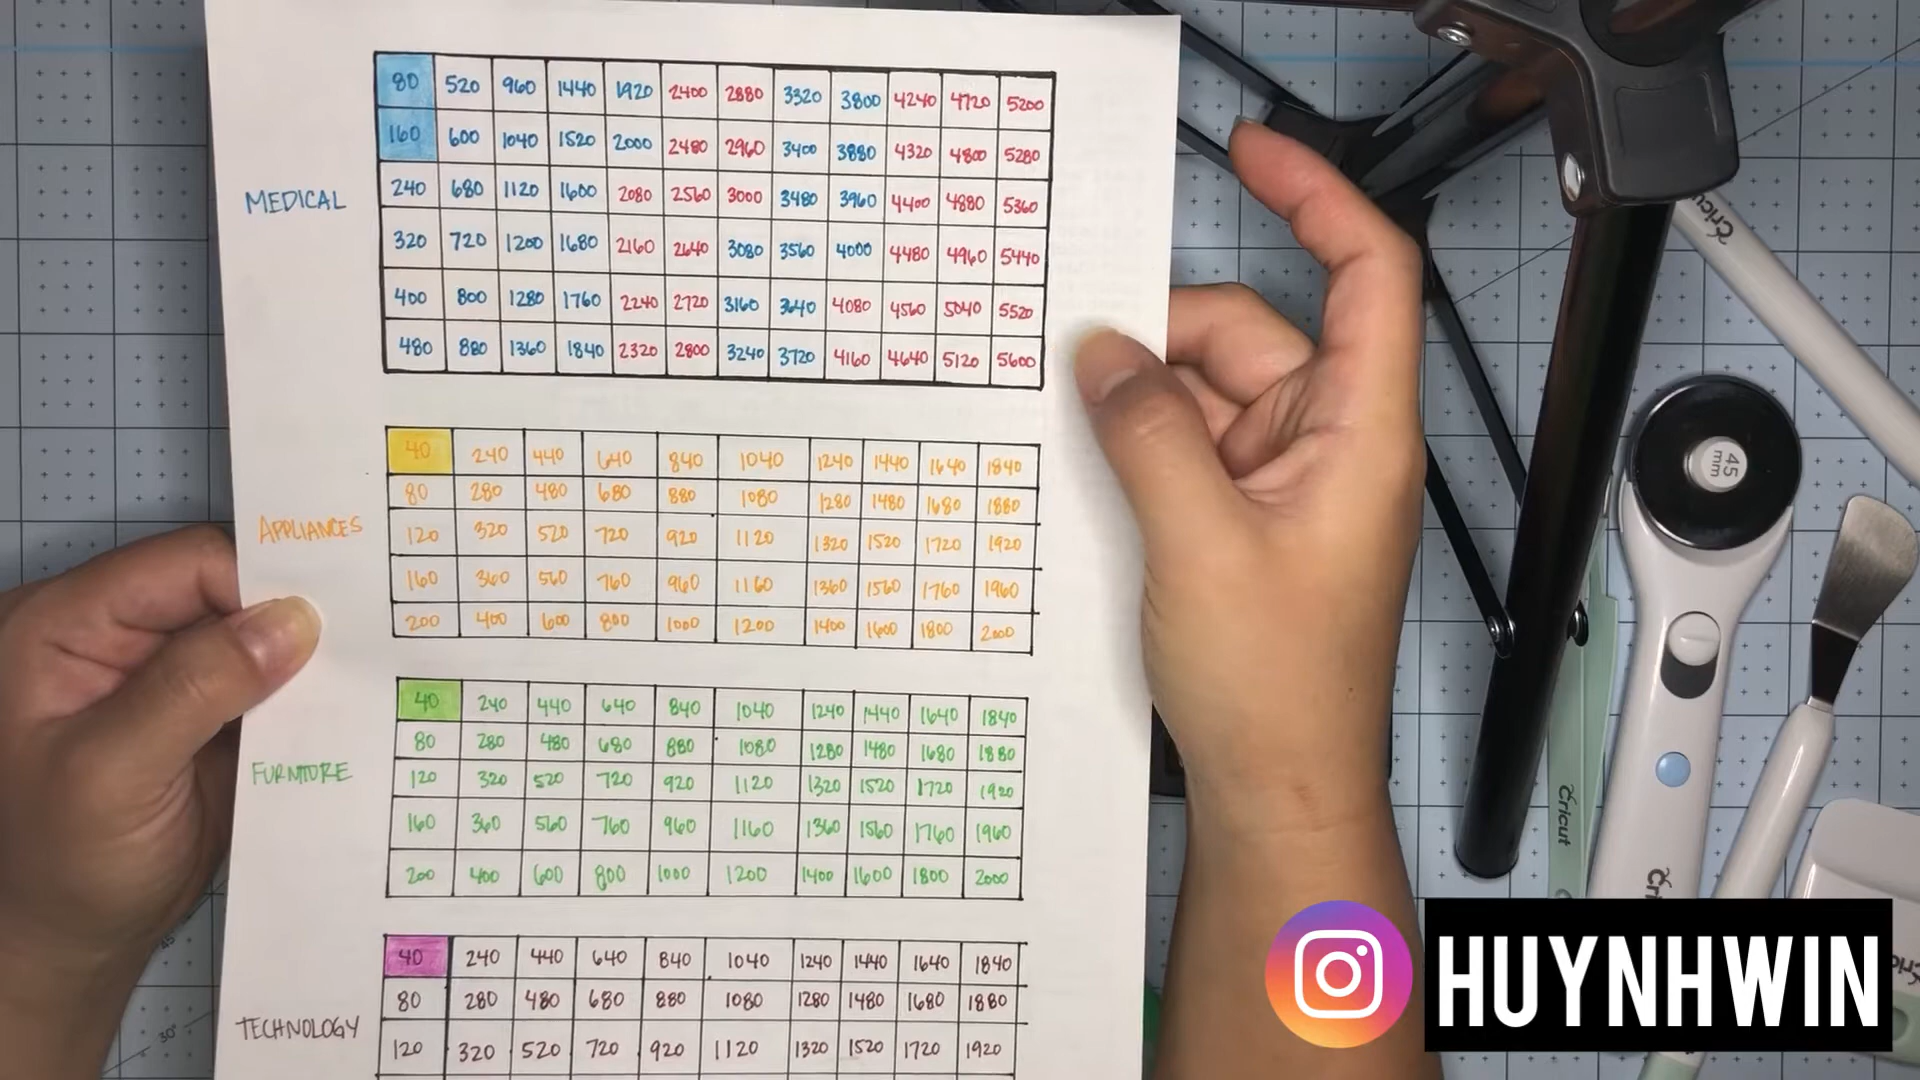 80 520 960 1440 1920 2400 2880 3320 3800 4240 4720 5200
160 600 1040 1520 2000 2480 2960 3400 3880 4320 4800 5280
MEDICAL 240 680 1120 1600 2080 2560 3000 3480 3960 4400 4880 5360
320 720 1200 1680 2160 2640 3080 3560 4000 4480 4960 5440
400 800 1280 1760 2240 2720 3160 3640 4080 4560 5040 5520
480 880 1360 1840 2320 2800 3240 3720 4160 4640 5120 5600
40 240 440 640 840 1040 1240 1440 1640 1840
80 280 480 680 880 1080 1280 1480 1680 1880
APPLIANCES 120 320 520 720 920 1120 1320 1520 1720 1920
160 360 560 760 960 1160 1360 1560 1760 1960
200 400 600 800 1000 1200 1400 1600 1800 2000
40 240 440 640 840 1040 1240 1440 1640 1840
80 280 480 680 880 1080 1280 1480 1680 1880
FURNITURE 120 320 520 720 920 1120 1320 1520 1720 1920
160 360 560 760 960 1160 1360 1560 1760 1960
200 400 600 800 1000 1200 1400 1600 1800 2000
40 240 440 640 840 1040 1240 1440 1640 1840
80 280 480 680 880 1080 1280 1480 1680 1880
TECHNOLOGY 120 320 520 720 920 1120 1320 1520 1720 1920
cricut
45 mm
cricut
45°
30°
HUYNHWIN